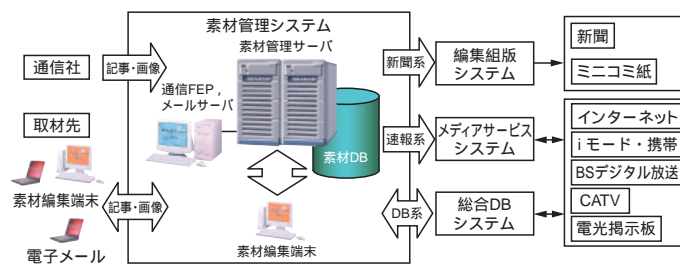 素材管理システム
素材管理サーバ
通信社
記事・画像
通信FEP，
メールサーバ
取材先
素材DB
素材編集端末
記事・画像
電子メール
素材編集端末
新聞系
編集組版
システム
速報系
メディアサービス
システム
DB系
総合DB
システム
新聞
ミニコミ紙
インターネット
iモード・携帯
BSデジタル放送
CATV
電光掲示板